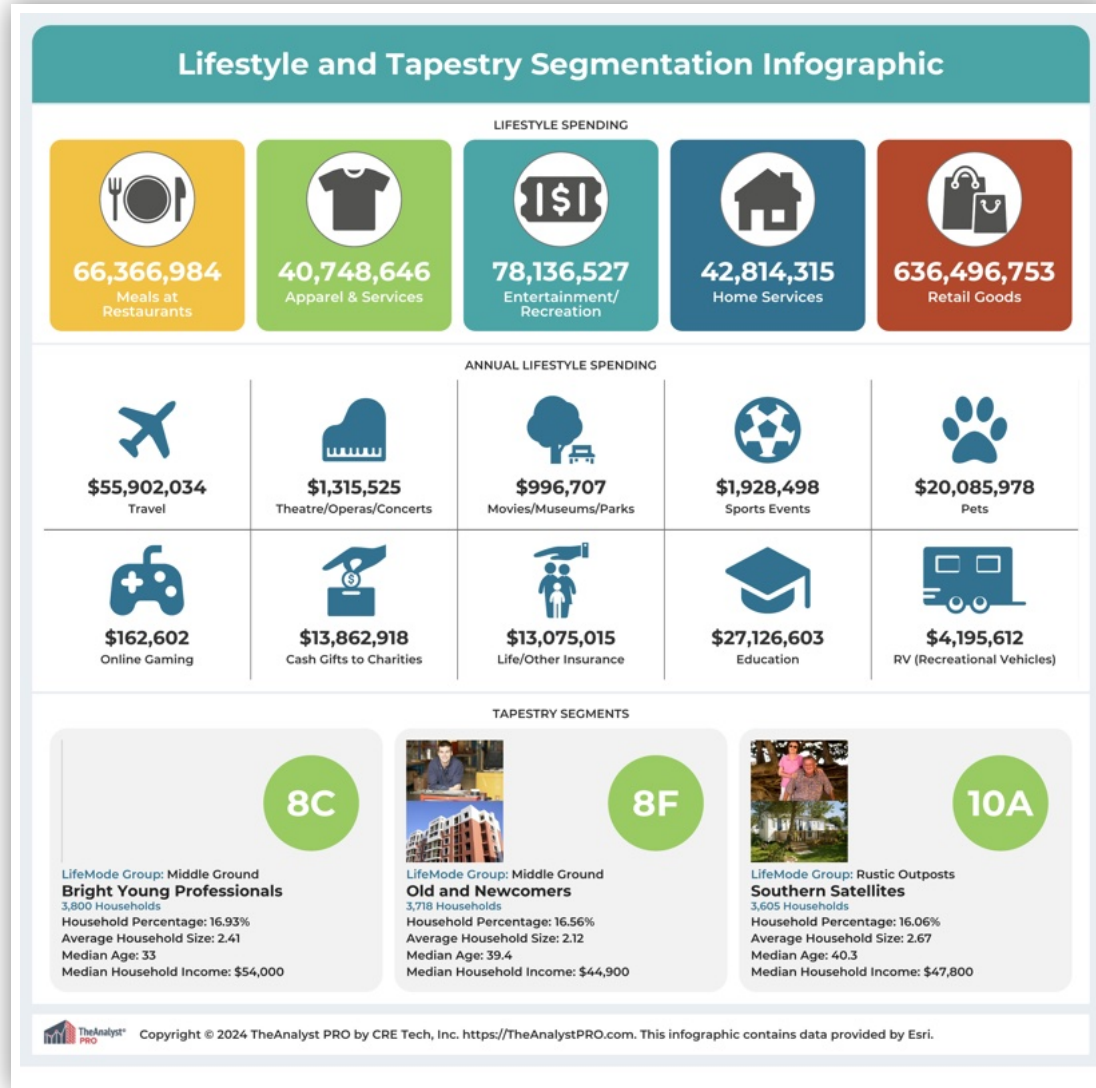 Lifestyle and Tapestry Segmentation Infographic
LIFESTYLE SPENDING
66,366,984
Meals at
Restaurants
40,748,646
Apparel & Services
78,136,527
Entertainment/
Recreation
42,814,315
Home Services
636,496,753
Retail Goods
ANNUAL LIFESTYLE SPENDING
$55,902,034
Travel
$1,315,525
Theatre/Operas/Concerts
$996,707
Movies/Museums/Parks
$1,928,498
Sports Events
$20,085,978
Pets
$162,602
Online Gaming
$13,862,918
Cash Gifts to Charities
$13,075,015
Life/Other Insurance
$27,126,603
Education
$4,195,612
RV (Recreational Vehicles)
TAPESTRY SEGMENTS
8C
LifeMode Group: Middle Ground
Bright Young Professionals
3,800 Households
Household Percentage: 16.93%
Average Household Size: 2.41
Median Age: 33
Median Household Income: $54,000
8F
LifeMode Group: Middle Ground
Old and Newcomers
3,718 Households
Household Percentage: 16.56%
Average Household Size: 2.12
Median Age: 39.4
Median Household Income: $44,900
10A
LifeMode Group: Rustic Outposts
Southern Satellites
3,605 Households
Household Percentage: 16.06%
Average Household Size: 2.67
Median Age: 40.3
Median Household Income: $47,800
TheAnalyst®
PRO
Copyright © 2024 TheAnalyst PRO by CRE Tech, Inc. https://TheAnalystPRO.com. This infographic contains data provided by Esri.